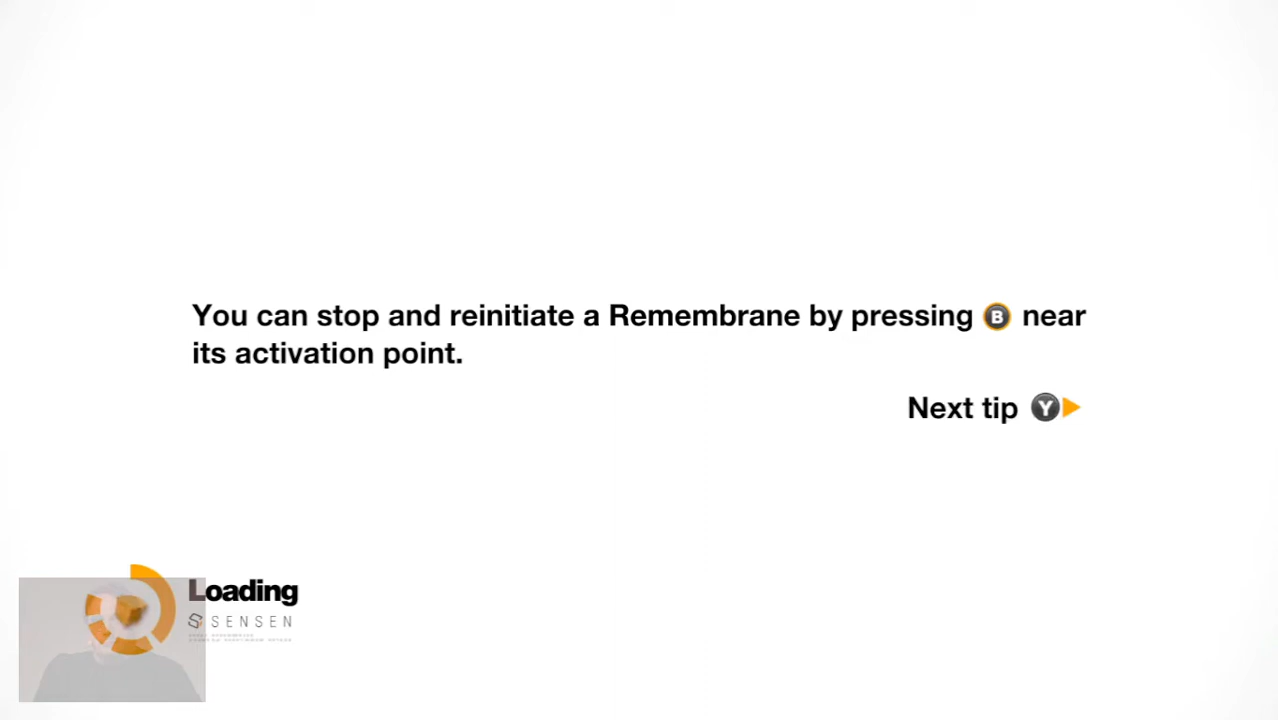 You can stop and reinitiate a Remembrane by pressing B near
its activation point.
Next tip Y
Loading
SENSEN